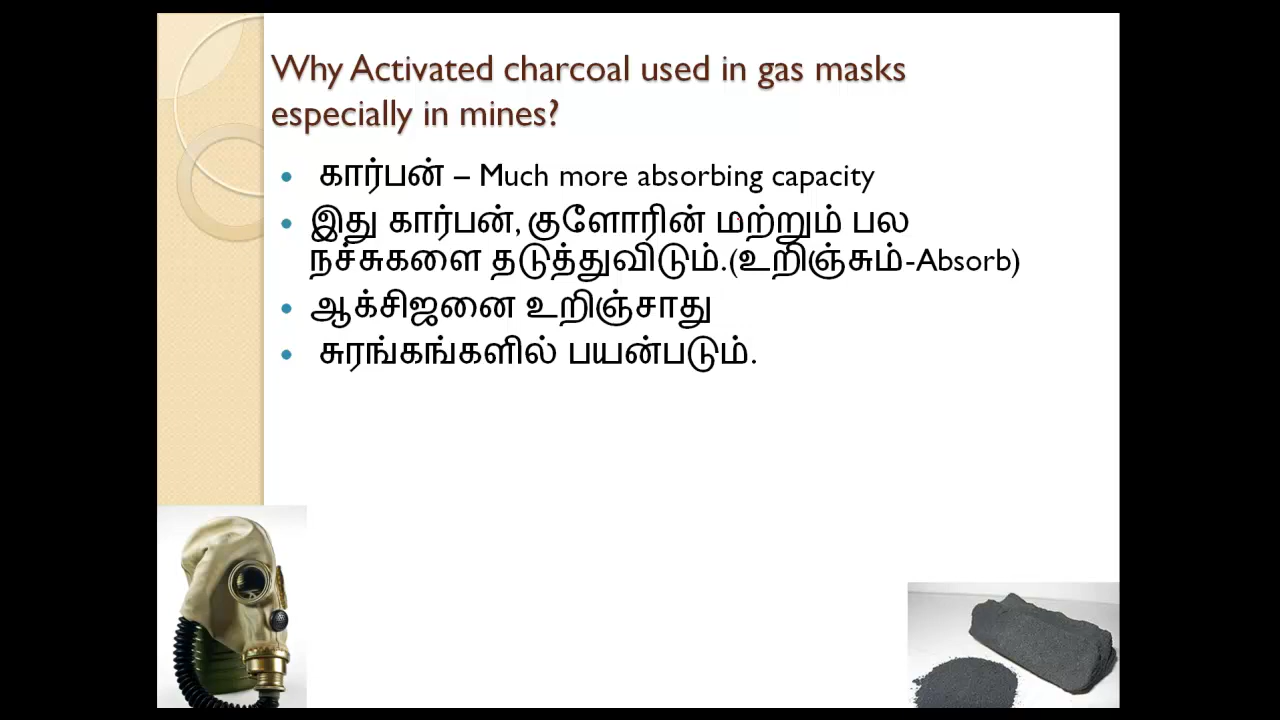 Why Activated charcoal used in gas masks
especially in mines?
• கார்பன் – Much more absorbing capacity
• இது கார்பன், குளோரின் மற்றும் பல
நச்சுகளை தடுத்துவிடும்.(உறிஞ்சும்-Absorb)
• ஆக்சிஜனை உறிஞ்சாது
• சுரங்கங்களில் பயன்படும்.